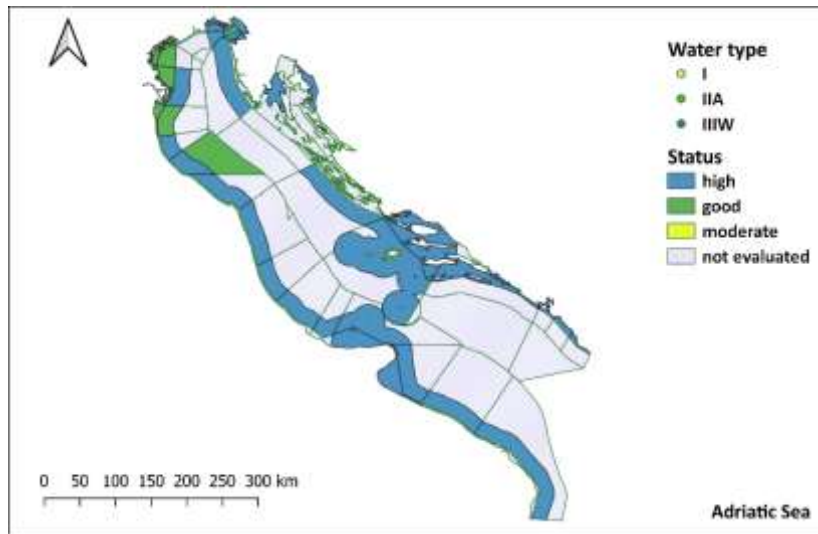 Water type
I
IIA
IIIW
Status
high
good
moderate
not evaluated
0 50 100 150 200 250 300 km
Adriatic Sea